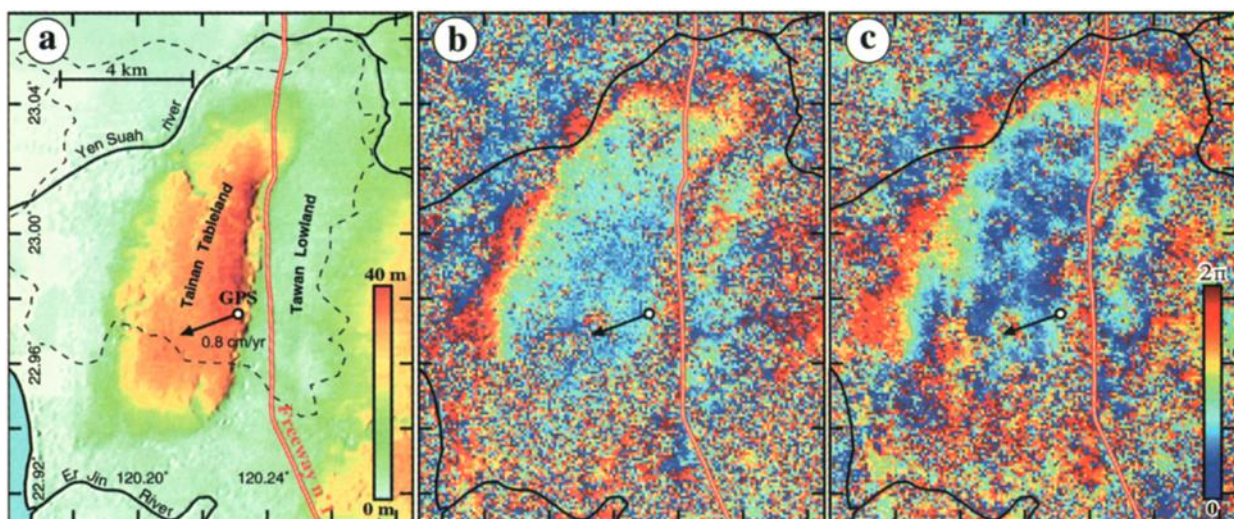 a
b
c
4 km
23.04°
Yen Suah river
23.00°
Tainan Tableland
Tawan Lowland
40 m
GPS
0.8 cm/yr
2π
22.96°
Freeway n
22.92°
120.20°
120.24°
Er Jin River
0 m
0